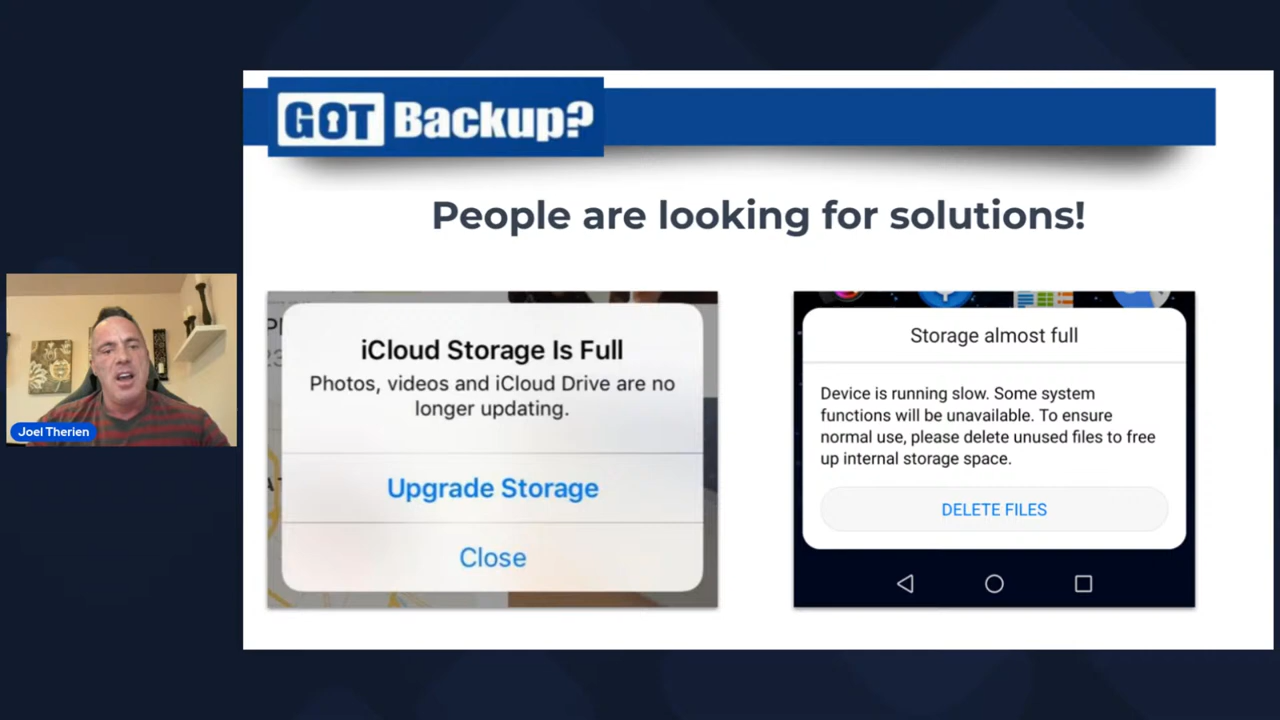 GOT Backup?
People are looking for solutions!
iCloud Storage Is Full
Photos, videos and iCloud Drive are no
longer updating.
Upgrade Storage
Close
Storage almost full
Device is running slow. Some system
functions will be unavailable. To ensure
normal use, please delete unused files to free
up internal storage space.
DELETE FILES
Joel Therien